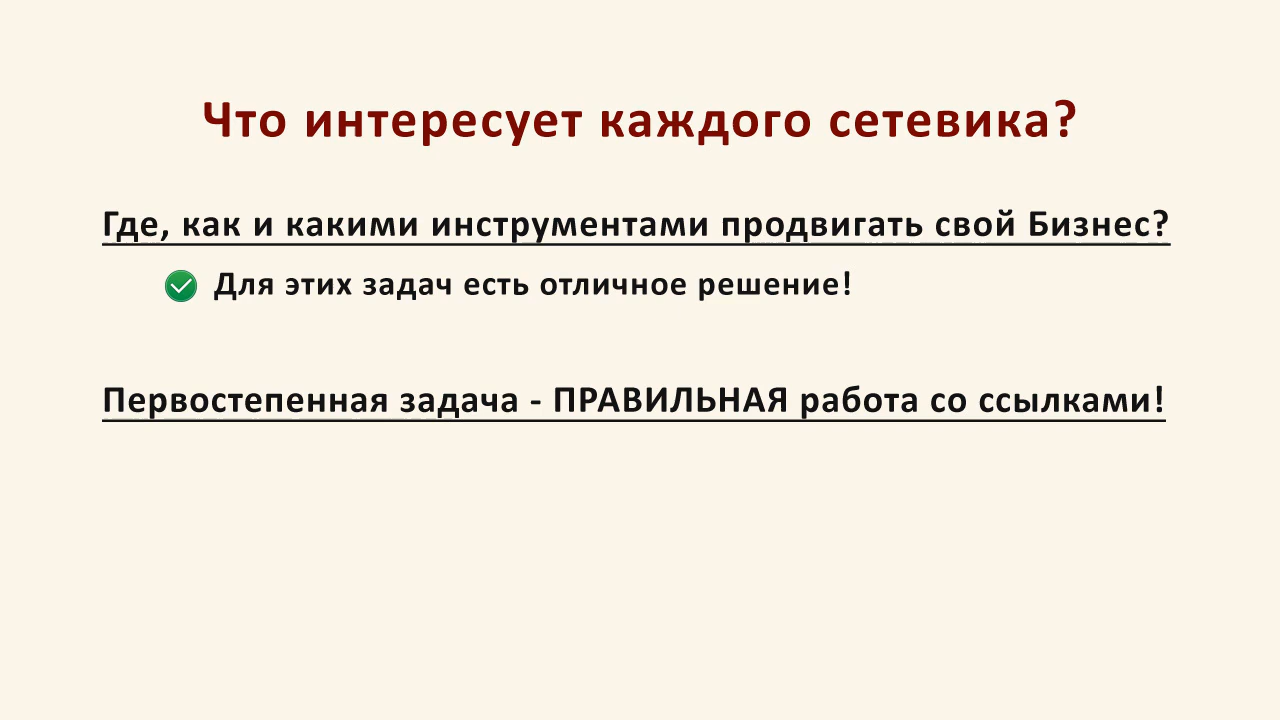 Что интересует каждого сетевика?
Где, как и какими инструментами продвигать свой Бизнес?
Для этих задач есть отличное решение!
Первостепенная задача - ПРАВИЛЬНАЯ работа со ссылками!